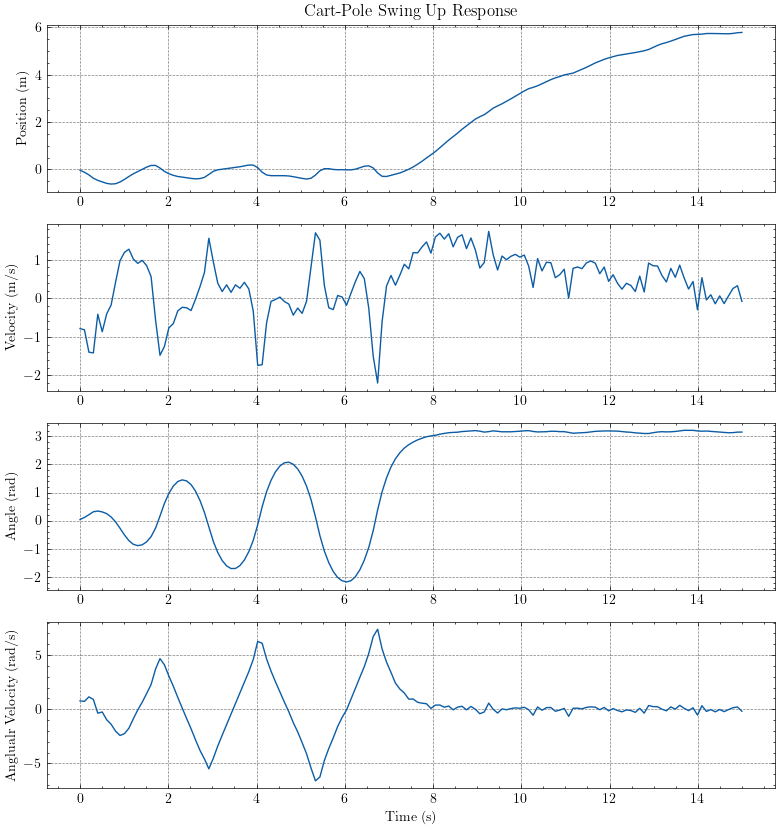 Cart-Pole Swing Up Response
6
4
2
0
Position (m)
0 2 4 6 8 10 12 14
1
0
−1
−2
Velocity (m/s)
0 2 4 6 8 10 12 14
3
2
1
0
−1
−2
Angle (rad)
0 2 4 6 8 10 12 14
5
0
−5
Anglualr Velocity (rad/s)
0 2 4 6 8 10 12 14
Time (s)